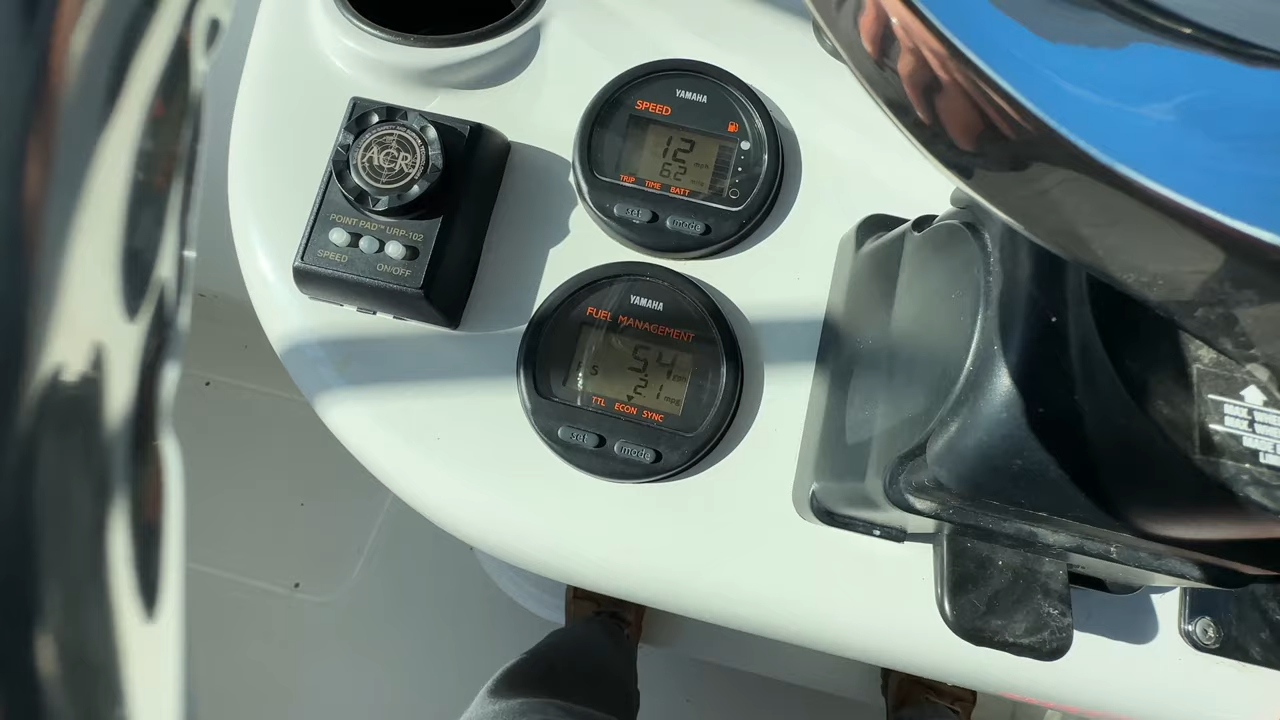 YAMAHA
SPEED
12
mph
62
TRIP TIME BATT
set mode
ACR
POINT PAD™ URP-102
SPEED ON/OFF
YAMAHA
FUEL MANAGEMENT
5.4
2.1 mpg
TTL ECON SYNC
set mode